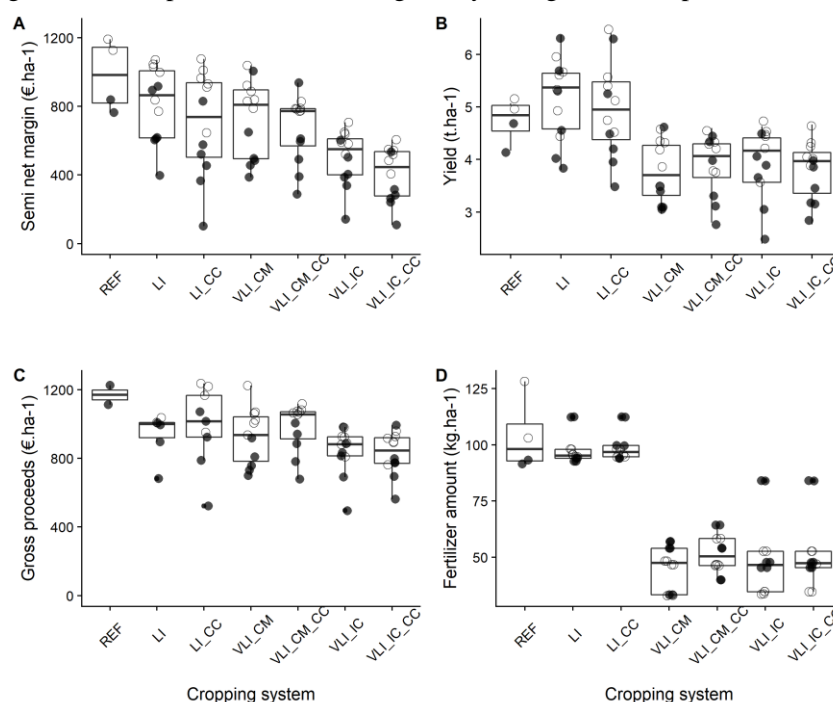 A
Semi net margin (€.ha-1)
1200
800
400
0
REF
LI
LI_CC
VLI_CM
VLI_CM_CC
VLI_IC
VLI_IC_CC
B
Yield (t.ha-1)
6
5
4
3
REF
LI
LI_CC
VLI_CM
VLI_CM_CC
VLI_IC
VLI_IC_CC
C
Gross proceeds (€.ha-1)
1200
800
400
0
REF
LI
LI_CC
VLI_CM
VLI_CM_CC
VLI_IC
VLI_IC_CC
Cropping system
D
Fertilizer amount (kg.ha-1)
125
100
75
50
REF
LI
LI_CC
VLI_CM
VLI_CM_CC
VLI_IC
VLI_IC_CC
Cropping system